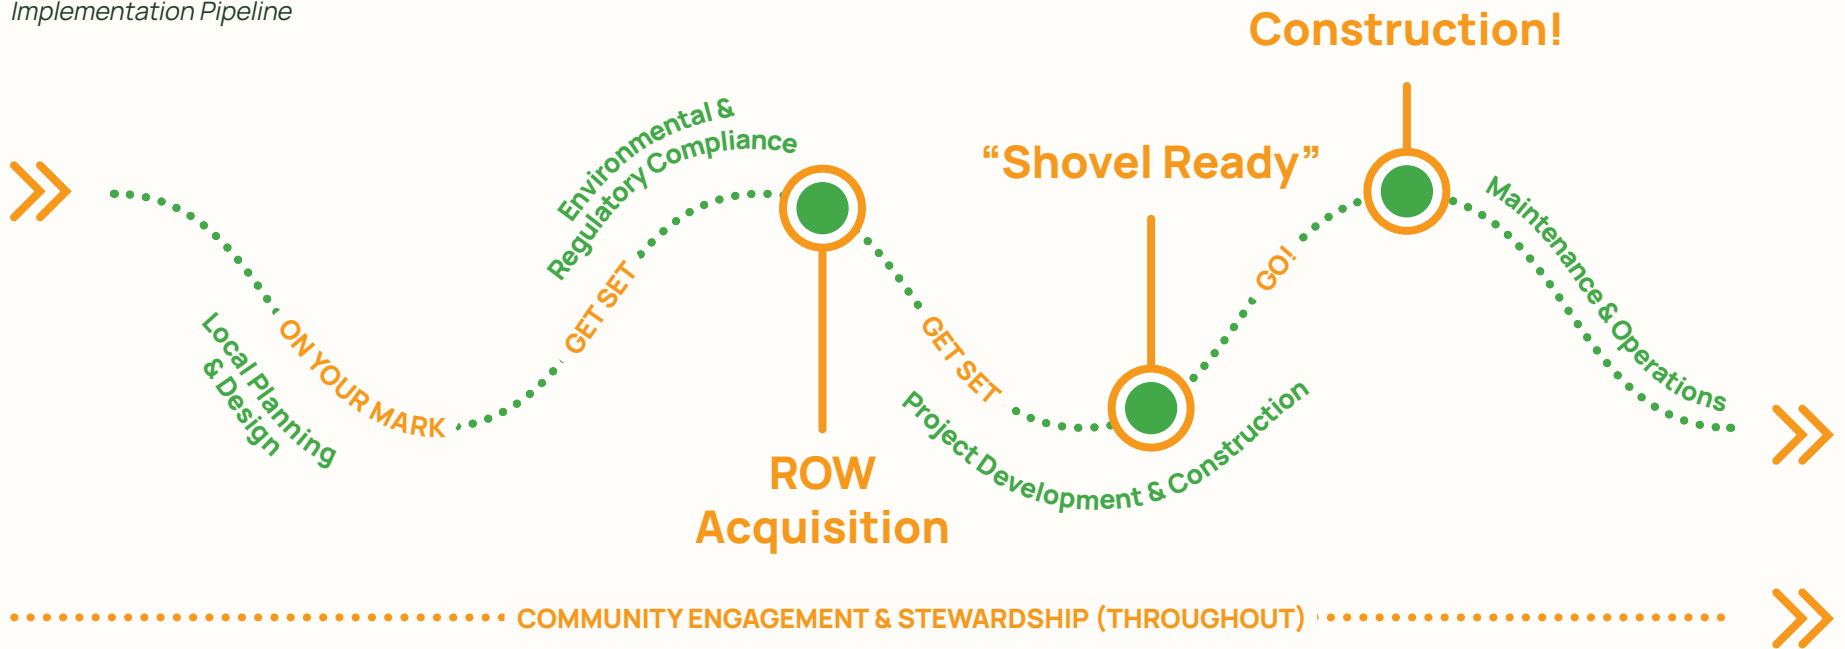 Implementation Pipeline
Local Planning
& Design
ON YOUR MARK
GET SET
Environmental &
Regulatory Compliance
ROW
Acquisition
GET SET
Project Development & Construction
“Shovel Ready”
GO!
Construction!
Maintenance & Operations
COMMUNITY ENGAGEMENT & STEWARDSHIP (THROUGHOUT)